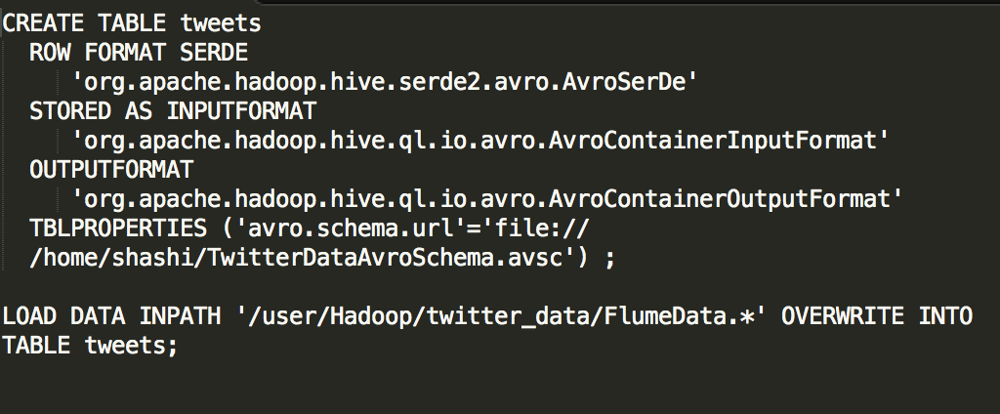 CREATE TABLE tweets
ROW FORMAT SERDE
'org.apache.hadoop.hive.serde2.avro.AvroSerDe'
STORED AS INPUTFORMAT
'org.apache.hadoop.hive.ql.io.avro.AvroContainerInputFormat'
OUTPUTFORMAT
'org.apache.hadoop.hive.ql.io.avro.AvroContainerOutputFormat'
TBLPROPERTIES ('avro.schema.url'='file://
/home/shashi/TwitterDataAvroSchema.avsc') ;
LOAD DATA INPATH '/user/Hadoop/twitter_data/FlumeData.*' OVERWRITE INTO
TABLE tweets;